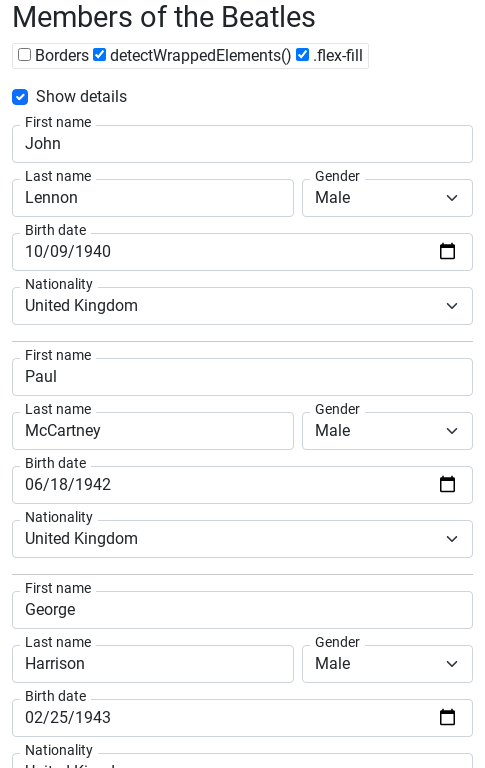 Members of the Beatles
Borders detectWrappedElements() .flex-fill
Show details
First name
John
Last name Gender
Lennon Male
Birth date
10/09/1940
Nationality
United Kingdom
First name
Paul
Last name Gender
McCartney Male
Birth date
06/18/1942
Nationality
United Kingdom
First name
George
Last name Gender
Harrison Male
Birth date
02/25/1943
Nationality